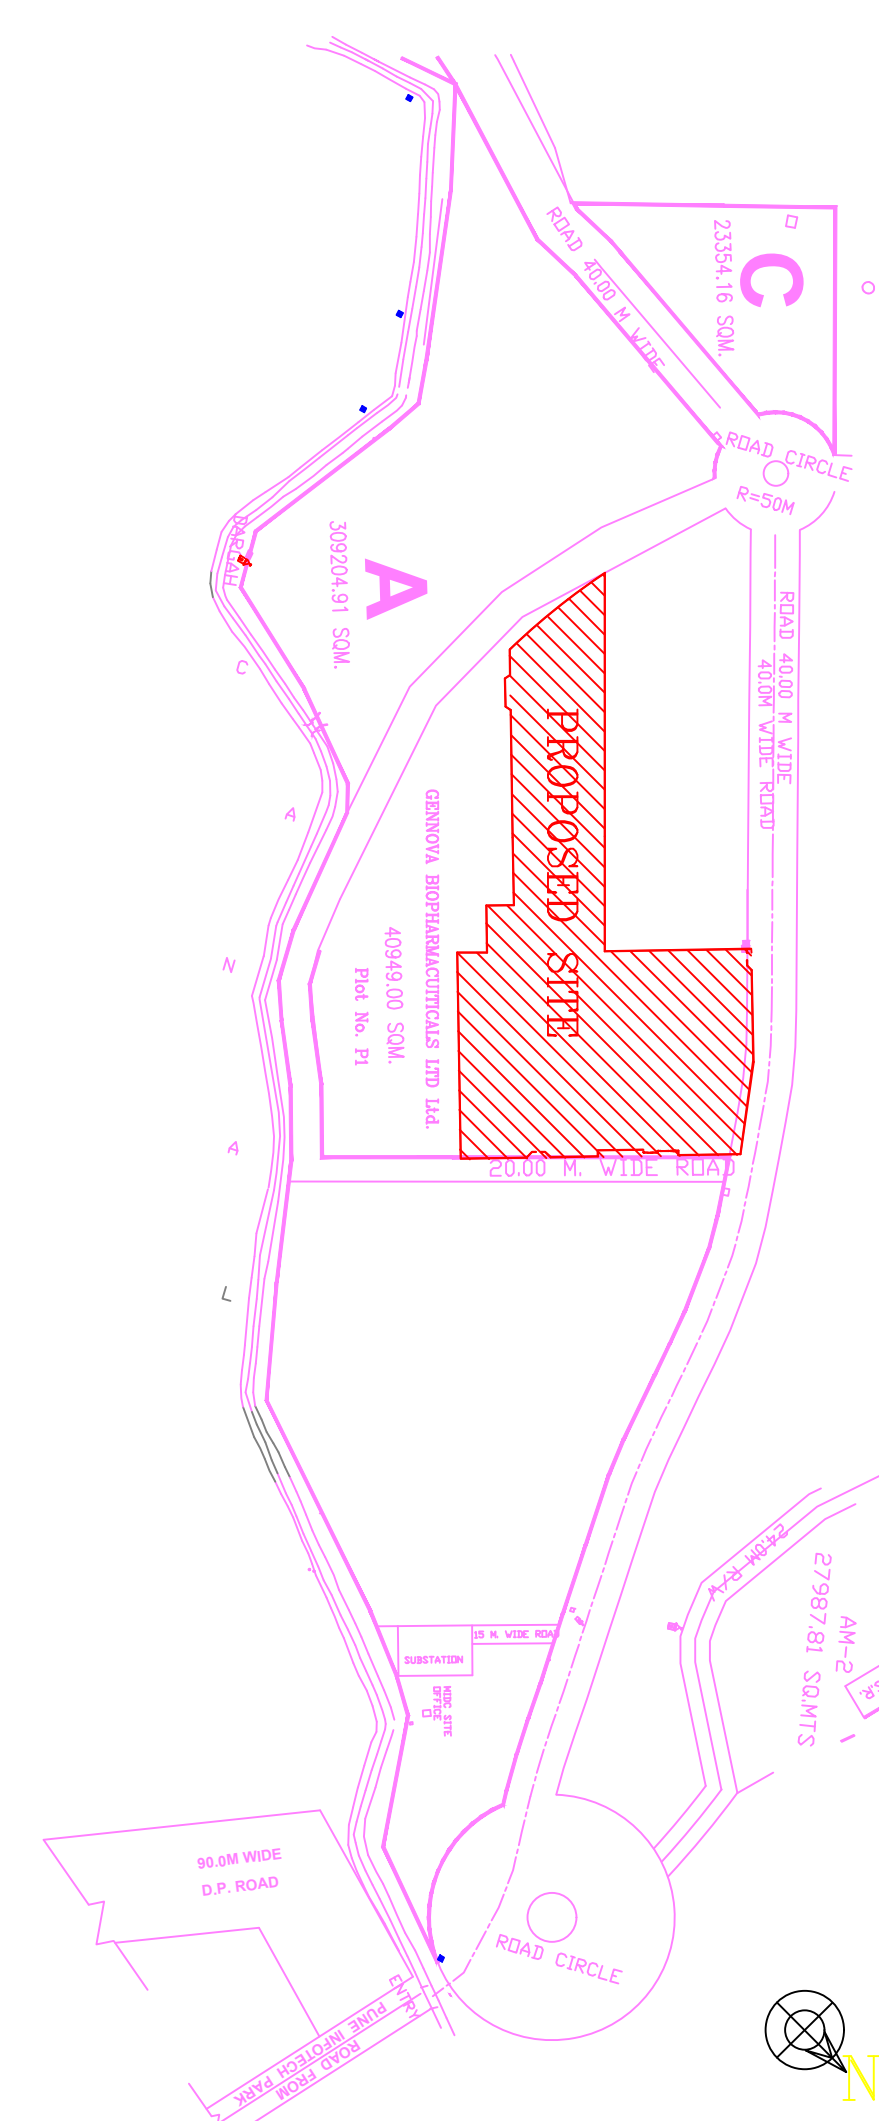 C
23354.16 SQM.
ROAD 40.00 M WIDE
ROAD CIRCLE
R=50M
DARGAH
A
309204.91 SQM.
ROAD 40.00 M WIDE
40.0M WIDE ROAD
C
A
N
A
L
PROPOSED SITE
GENNOVA BIOPHARMACUITICALS LTD Ltd.
40949.00 SQM.
Plot No. P1
20.00 M. WIDE ROAD
24.0M R/W
27987.81 SQ.MTS
AM-2
15 M. WIDE ROAD
SUBSTATION
MIDC SITE
OFFICE
90.0M WIDE
D.P. ROAD
ROAD CIRCLE
ENTRY
ROAD FROM
PUNE INFOTECH PARK
N